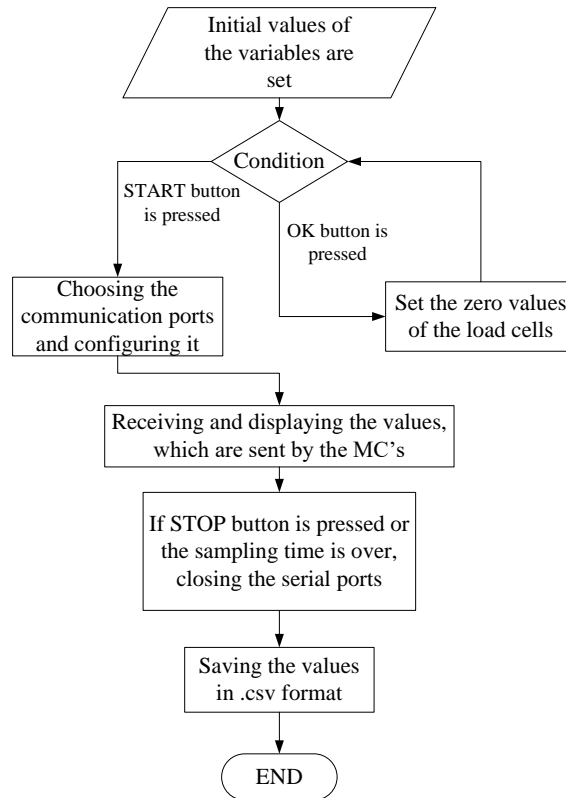 Initial values of
the variables are
set
Condition
START button
is pressed
OK button is
pressed
Choosing the
communication ports
and configuring it
Set the zero values
of the load cells
Receiving and displaying the values,
which are sent by the MC’s
If STOP button is pressed or
the sampling time is over,
closing the serial ports
Saving the values
in .csv format
END